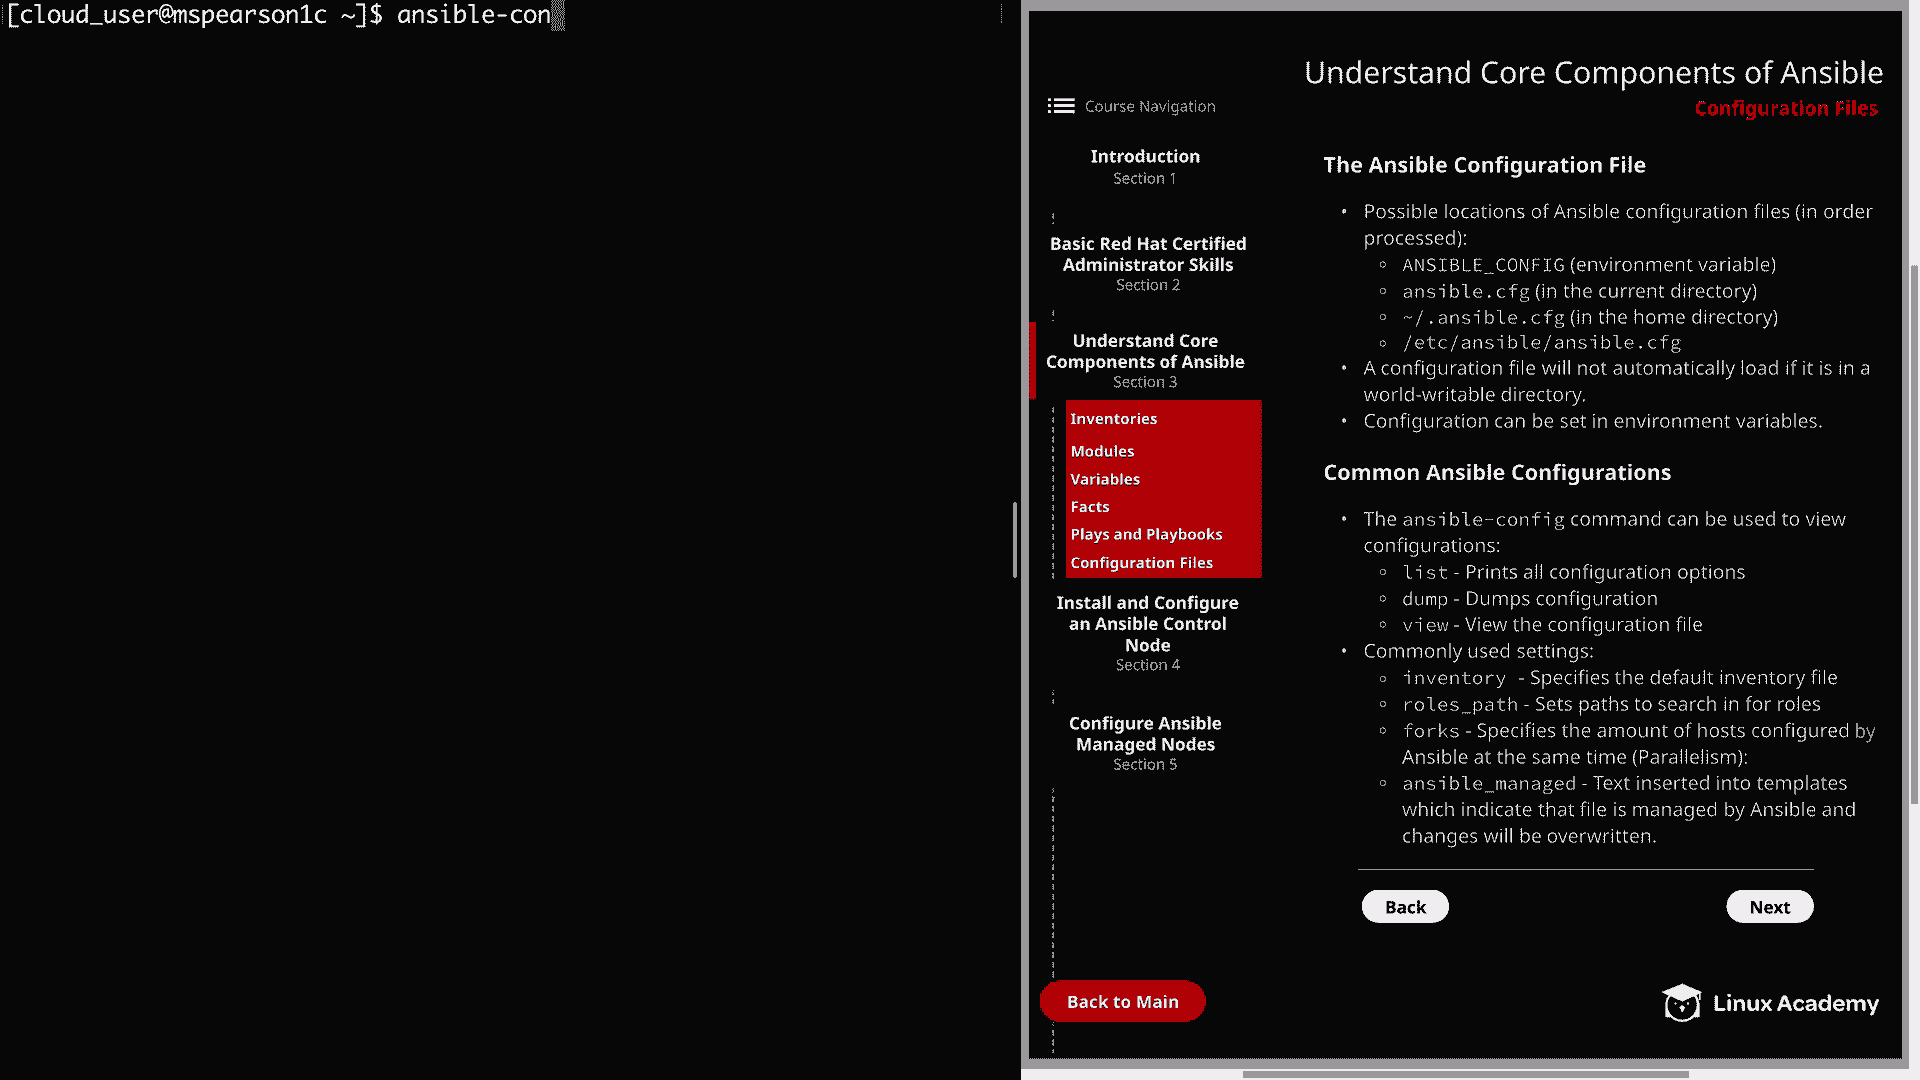 [cloud_user@mspearson1c ~]$ ansible-con
Understand Core Components of Ansible
Configuration Files
Course Navigation
Introduction
Section 1
Basic Red Hat Certified
Administrator Skills
Section 2
Understand Core
Components of Ansible
Section 3
Inventories
Modules
Variables
Facts
Plays and Playbooks
Configuration Files
Install and Configure
an Ansible Control
Node
Section 4
Configure Ansible
Managed Nodes
Section 5
Back to Main
The Ansible Configuration File
• Possible locations of Ansible configuration files (in order
processed):
◦ ANSIBLE_CONFIG (environment variable)
◦ ansible.cfg (in the current directory)
◦ ~/.ansible.cfg (in the home directory)
◦ /etc/ansible/ansible.cfg
• A configuration file will not automatically load if it is in a
world-writable directory.
• Configuration can be set in environment variables.
Common Ansible Configurations
• The ansible-config command can be used to view
configurations:
◦ list - Prints all configuration options
◦ dump - Dumps configuration
◦ view - View the configuration file
• Commonly used settings:
◦ inventory - Specifies the default inventory file
◦ roles_path - Sets paths to search in for roles
◦ forks - Specifies the amount of hosts configured by
Ansible at the same time (Parallelism):
◦ ansible_managed - Text inserted into templates
which indicate that file is managed by Ansible and
changes will be overwritten.
Back
Next
Linux Academy